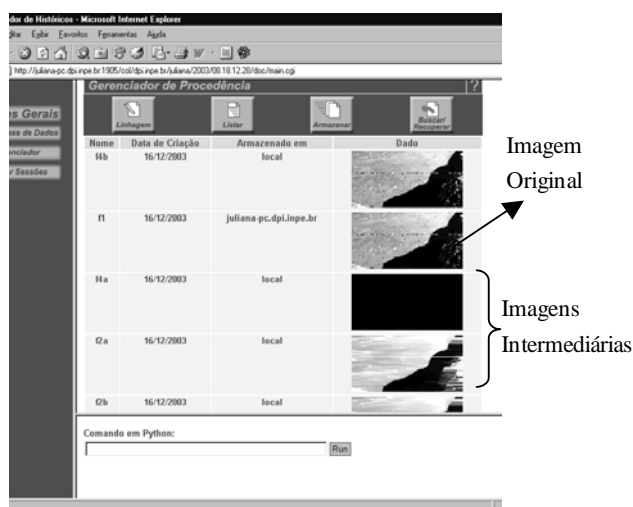 dor de Históricos - Microsoft Internet Explorer
Exibir Favoritos Ferramentas Ajuda
http://juliana-pc.dpi.inpe.br:1905/col/dpi.inpe.br/juliana/2003/08.18.12.28/doc/main.cgi
Gerenciador de Procedência ?
s Gerais
se de Dados
enciador
r Sessões
Linhagem Listar Armazenar Buscar/
Recuperar
Nome Data de Criação Armazenado em Dado
f4b 16/12/2003 local
f1 16/12/2003 juliana-pc.dpi.inpe.br
f4a 16/12/2003 local
f2a 16/12/2003 local
f2b 16/12/2003 local
Comando em Python:
Run
Imagem
Original
Imagens
Intermediárias